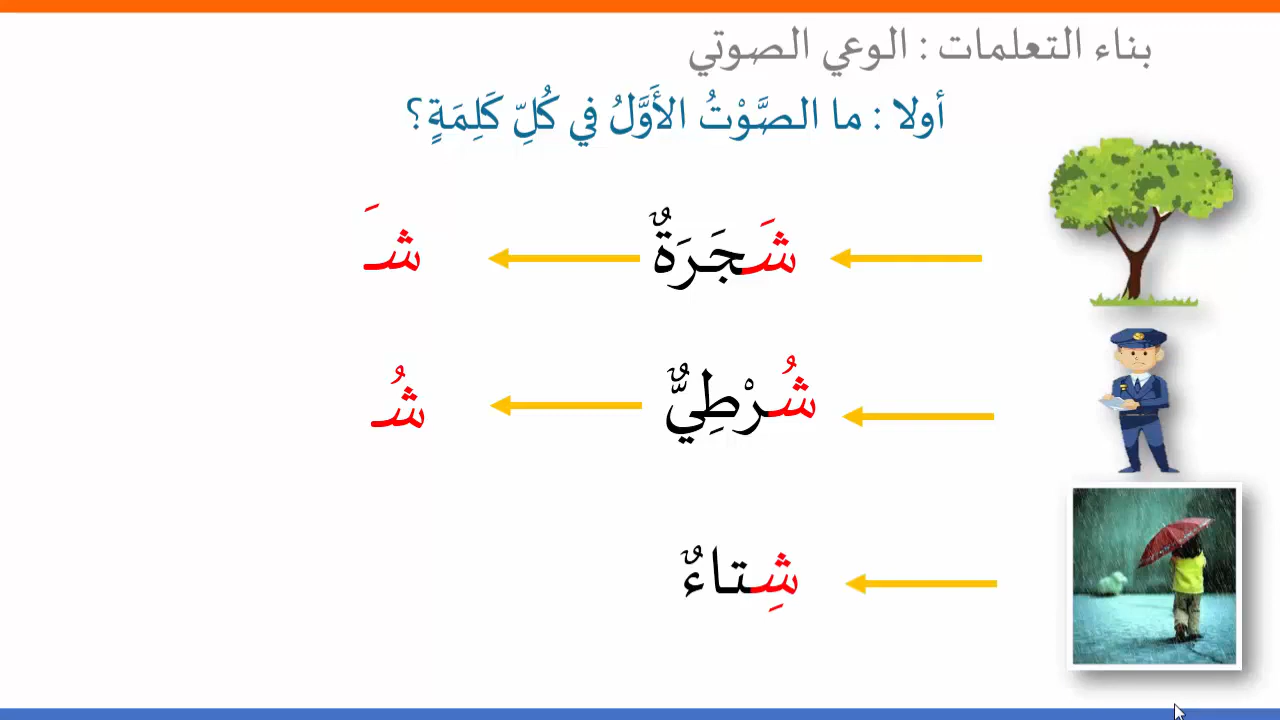 بناء التعلمات : الوعي الصوتي
أولا : ما الصَّوْتُ الأَوَّلُ في كُلِّ كَلِمَةٍ؟
شَجَرَةٌ شَـ
شُرْطِيٌّ شُـ
شِتاءٌ